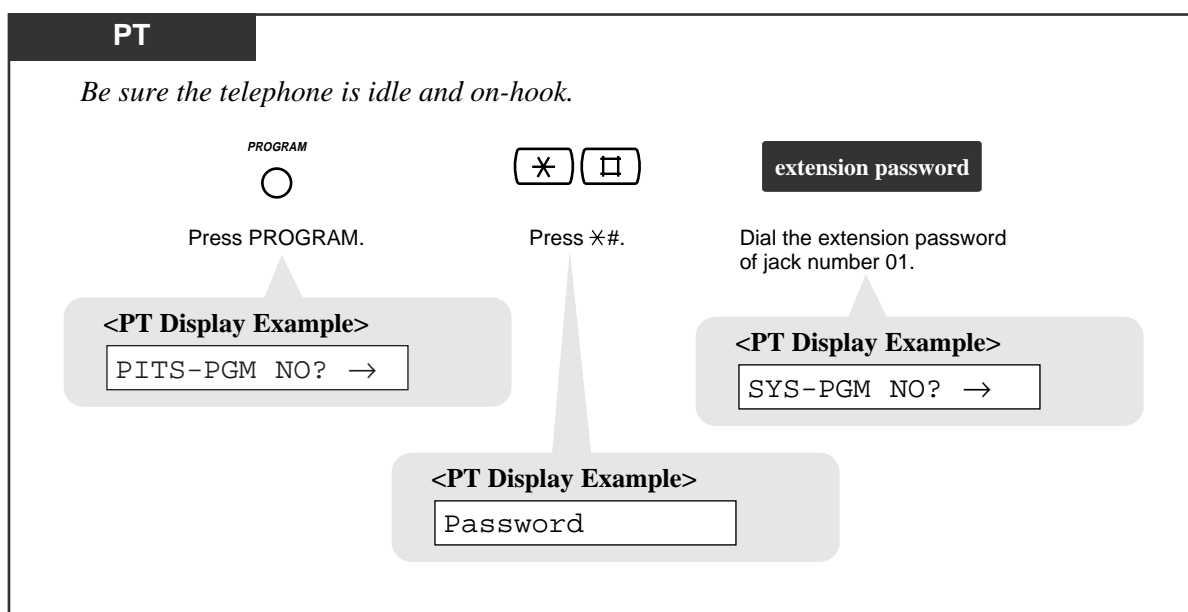 PT
Be sure the telephone is idle and on-hook.
PROGRAM
extension password
Press PROGRAM.
Press ✳#.
Dial the extension password
of jack number 01.
<PT Display Example>
PITS-PGM NO? →
<PT Display Example>
SYS-PGM NO? →
<PT Display Example>
Password